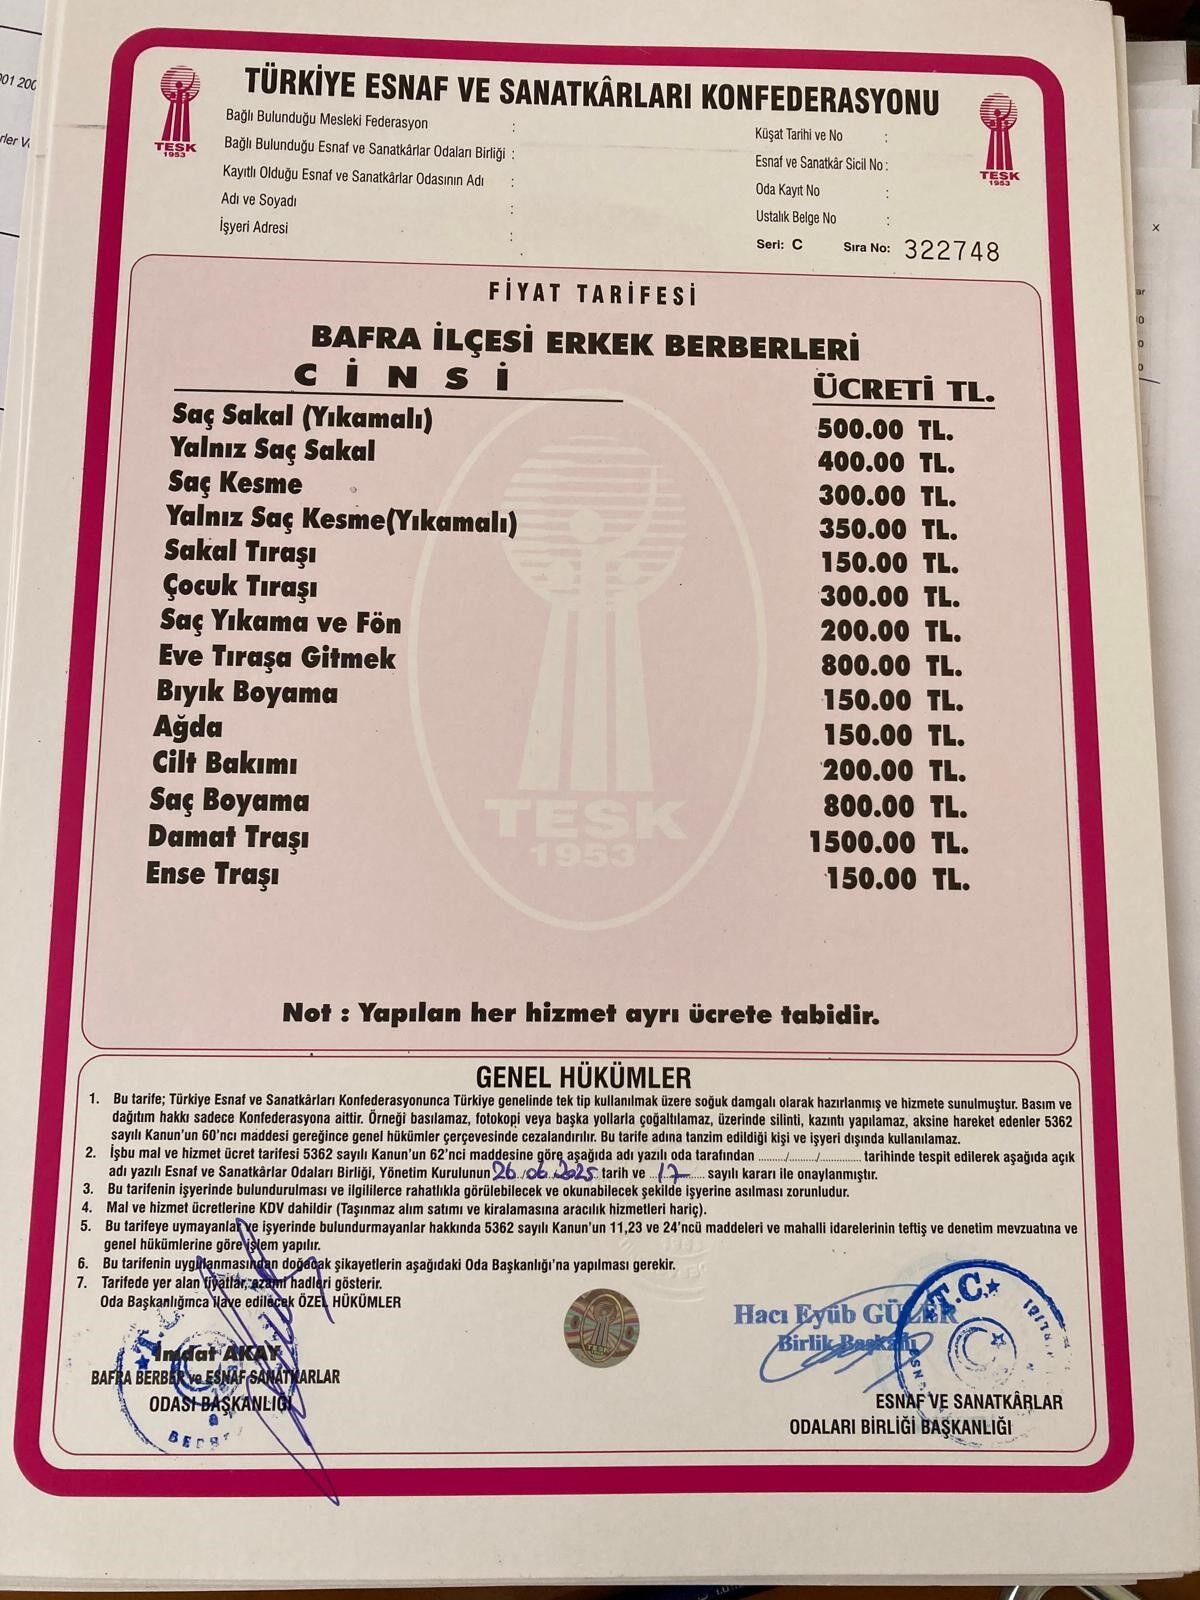 TÜRKİYE ESNAF VE SANATKÂRLARI KONFEDERASYONU
TESK
1953
TESK
1953
Bağlı Bulunduğu Mesleki Federasyon :
Bağlı Bulunduğu Esnaf ve Sanatkârlar Odaları Birliği :
Kayıtlı Olduğu Esnaf ve Sanatkârlar Odasının Adı :
Adı ve Soyadı :
İşyeri Adresi :
Küşat Tarihi ve No :
Esnaf ve Sanatkâr Sicil No :
Oda Kayıt No :
Ustalık Belge No :
Seri: C Sıra No: 322748
FİYAT TARİFESİ
BAFRA İLÇESİ ERKEK BERBERLERİ
CİNSİ ÜCRETİ TL.
Saç Sakal (Yıkamalı) 500.00 TL.
Yalnız Saç Sakal 400.00 TL.
Saç Kesme 300.00 TL.
Yalnız Saç Kesme(Yıkamalı) 350.00 TL.
Sakal Tıraşı 150.00 TL.
Çocuk Tıraşı 300.00 TL.
Saç Yıkama ve Fön 200.00 TL.
Eve Tıraşa Gitmek 800.00 TL.
Bıyık Boyama 150.00 TL.
Ağda 150.00 TL.
Cilt Bakımı 200.00 TL.
Saç Boyama 800.00 TL.
Damat Traşı 1500.00 TL.
Ense Traşı 150.00 TL.
TESK
1953
Not : Yapılan her hizmet ayrı ücrete tabidir.
GENEL HÜKÜMLER
1. Bu tarife; Türkiye Esnaf ve Sanatkârları Konfederasyonunca Türkiye genelinde tek tip kullanılmak üzere soğuk damgalı olarak hazırlanmış ve hizmete sunulmuştur. Basım ve
dağıtım hakkı sadece Konfederasyona aittir. Örneği basılamaz, fotokopi veya başka yollarla çoğaltılamaz, üzerinde silinti, kazıntı yapılamaz, aksine hareket edenler 5362
sayılı Kanun'un 60'ncı maddesi gereğince genel hükümler çerçevesinde cezalandırılır. Bu tarife adına tanzim edildiği kişi ve işyeri dışında kullanılamaz.
2. İşbu mal ve hizmet ücret tarifesi 5362 sayılı Kanun'un 62'nci maddesine göre aşağıda adı yazılı oda tarafından ......../......../............ tarihinde tespit edilerek aşağıda açık
adı yazılı Esnaf ve Sanatkârlar Odaları Birliği, Yönetim Kurulunun 26.06.2025 tarih ve ..17.... sayılı kararı ile onaylanmıştır.
3. Bu tarifenin işyerinde bulundurulması ve ilgililerce rahatlıkla görülebilecek ve okunabilecek şekilde işyerine asılması zorunludur.
4. Mal ve hizmet ücretlerine KDV dahildir (Taşınmaz alım satımı ve kiralamasına aracılık hizmetleri hariç).
5. Bu tarifeye uymayanlar ve işyerinde bulundurmayanlar hakkında 5362 sayılı Kanun'un 11,23 ve 24'ncü maddeleri ve mahalli idarelerinin teftiş ve denetim mevzuatına ve
genel hükümlerine göre işlem yapılır.
6. Bu tarifenin uygulanmasından doğacak şikayetlerin aşağıdaki Oda Başkanlığı'na yapılması gerekir.
7. Tarifede yer alan fiyatlar, azami hadleri gösterir.
Oda Başkanlığınca ilave edilecek ÖZEL HÜKÜMLER
İmdat AKAY
BAFRA BERBER ve ESNAF SANATKARLAR
ODASI BAŞKANLIĞI
TESK
Hacı Eyüb GÜLER
Birlik Başkanı
T.C.
ESNAF VE SANATKÂRLAR
ODALARI BİRLİĞİ BAŞKANLIĞI